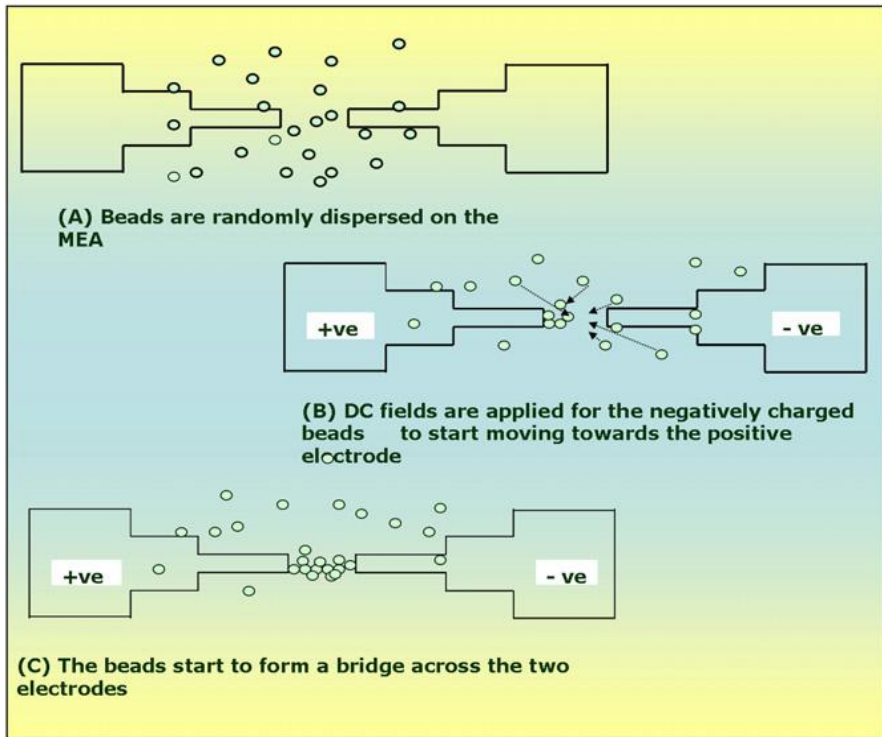 (A) Beads are randomly dispersed on the
MEA
+ve
- ve
(B) DC fields are applied for the negatively charged
beads to start moving towards the positive
electrode
+ve
- ve
(C) The beads start to form a bridge across the two
electrodes